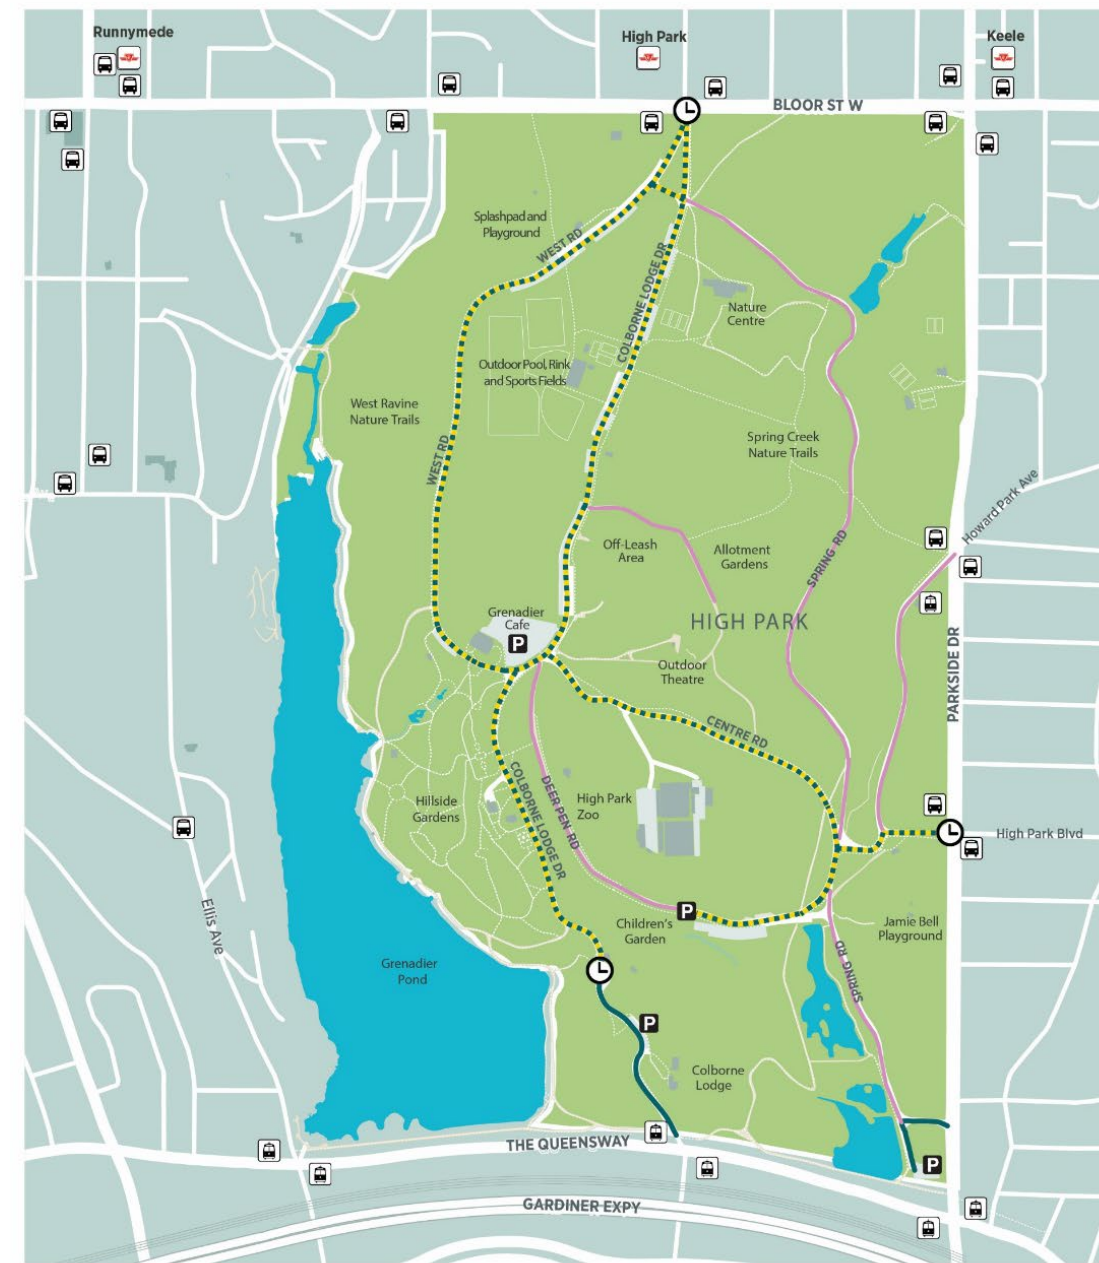 Runnymede
High Park
Keele
BLOOR ST W
Splashpad and
Playground
WEST RD
COLBORNE LODGE DR
Nature
Centre
Outdoor Pool, Rink
and Sports Fields
West Ravine
Nature Trails
WEST RD
Spring Creek
Nature Trails
Howard Park Ave
Off-Leash
Area
Allotment
Gardens
SPRING RD
Grenadier
Cafe
P
HIGH PARK
Outdoor
Theatre
PARKSIDE DR
CENTRE RD
COLBORNE LODGE DR
DEER PEN RD
High Park
Zoo
Hillside
Gardens
High Park Blvd
Ellis Ave
P
Children's
Garden
Jamie Bell
Playground
SPRING RD
Grenadier
Pond
P
Colborne
Lodge
THE QUEENSWAY
P
GARDINER EXPY